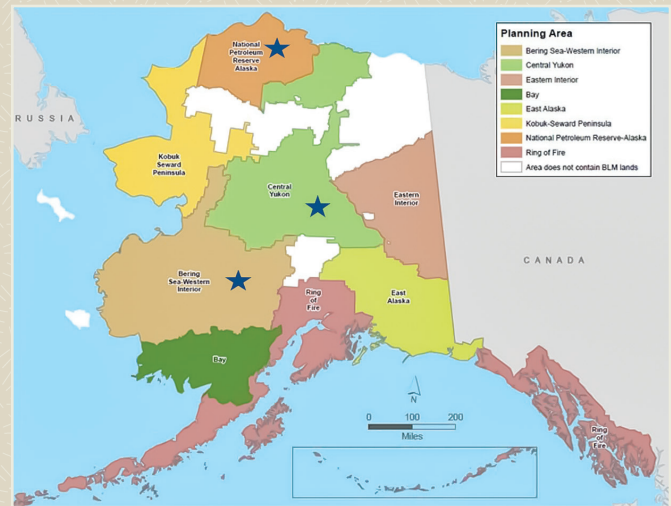 Planning Area
Bering Sea-Western Interior
Central Yukon
Eastern Interior
Bay
East Alaska
Kobuk-Seward Peninsula
National Petroleum Reserve-Alaska
Ring of Fire
Area does not contain BLM lands
National
Petroleum
Reserve
Alaska
RUSSIA
Kobuk
Seward
Peninsula
Central
Yukon
Eastern
Interior
CANADA
Bering
Sea-Western
Interior
Ring
of
Fire
East
Alaska
Bay
N
0 100 200
Miles
Ring
of
Fire